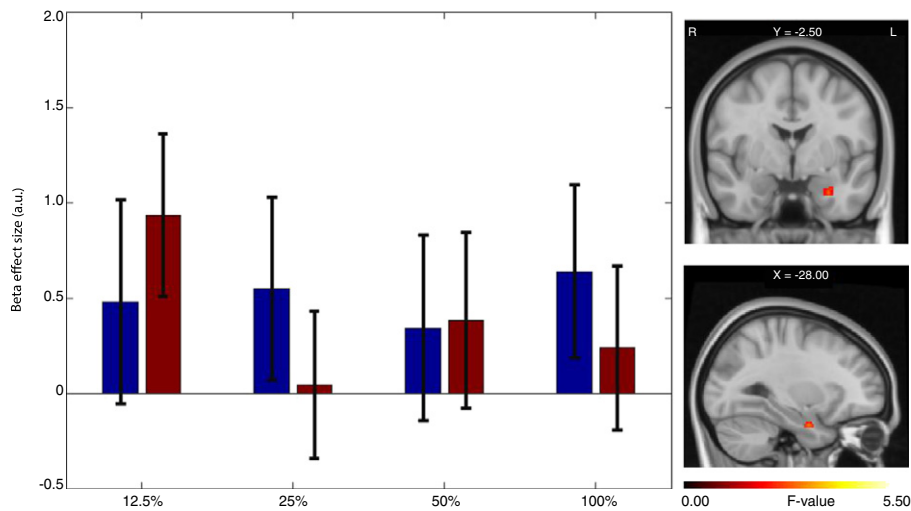 2.0
1.5
1.0
0.5
0
-0.5
Beta effect size (a.u.)
12.5% 25% 50% 100%
R Y = -2.50 L
X = -28.00
0.00 F-value 5.50